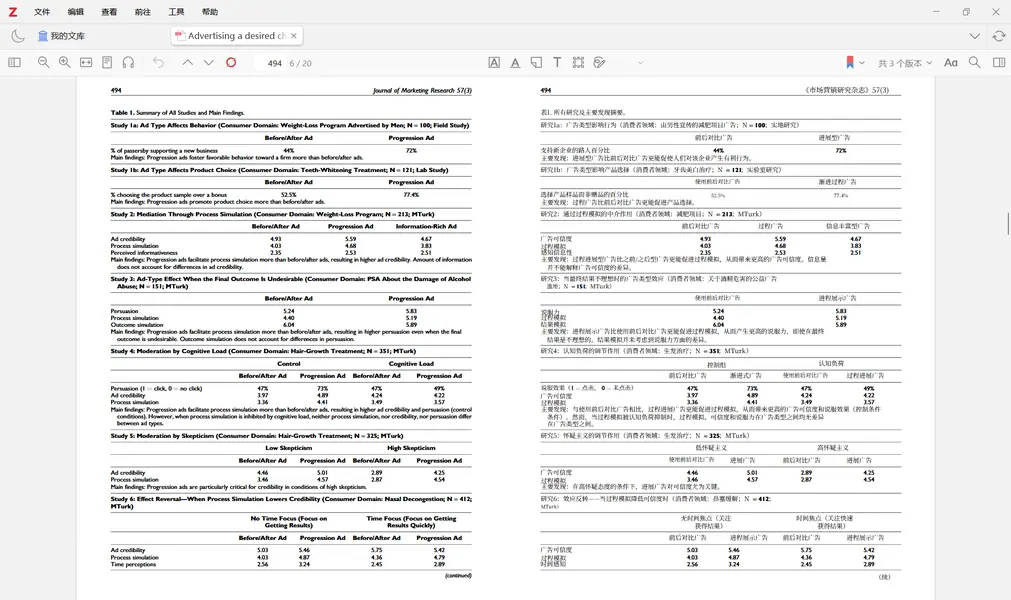 Z 文件 编辑 查看 前往 工具 帮助
我的文库 Advertising a desired ch
494 6 / 20 共 3 个版本 Aa
494 Journal of Marketing Research 57(3)
Table 1. Summary of All Studies and Main Findings.
Study 1a: Ad Type Affects Behavior (Consumer Domain: Weight-Loss Program Advertised by Men; N = 100; Field Study)
Before/After Ad Progression Ad
% of passersby supporting a new business 44% 72%
Main findings: Progression ads foster favorable behavior toward a firm more than before/after ads.
Study 1b: Ad Type Affects Product Choice (Consumer Domain: Teeth-Whitening Treatment; N = 121; Lab Study)
Before/After Ad Progression Ad
% choosing the product sample over a bonus 52.5% 77.4%
Main findings: Progression ads promote product choice more than before/after ads.
Study 2: Mediation Through Process Simulation (Consumer Domain: Weight-Loss Program; N = 213; MTurk)
Before/After Ad Progression Ad Information-Rich Ad
Ad credibility 4.93 5.59 4.67
Process simulation 4.03 4.68 3.83
Perceived informativeness 2.35 2.53 2.51
Main findings: Progression ads facilitate process simulation more than before/after ads, resulting in higher ad credibility. Amount of information
does not account for differences in ad credibility.
Study 3: Ad-Type Effect When the Final Outcome Is Undesirable (Consumer Domain: PSA About the Damage of Alcohol
Abuse; N = 151; MTurk)
Before/After Ad Progression Ad
Persuasion 5.24 5.83
Process simulation 4.40 5.19
Outcome simulation 6.04 5.89
Main findings: Progression ads facilitate process simulation more than before/after ads, resulting in higher persuasion even when the final
outcome is undesirable. Outcome simulation does not account for differences in persuasion.
Study 4: Moderation by Cognitive Load (Consumer Domain: Hair-Growth Treatment; N = 351; MTurk)
Control Cognitive Load
Before/After Ad Progression Ad Before/After Ad Progression Ad
Persuasion (1 = click, 0 = no click) 47% 73% 47% 49%
Ad credibility 3.97 4.89 4.24 4.22
Process simulation 3.36 4.41 3.49 3.57
Main findings: Progression ads facilitate process simulation more than before/after ads, resulting in higher ad credibility and persuasion (control
conditions). However, when process simulation is inhibited by cognitive load, neither process simulation, nor credibility, nor persuasion differ
between ad types.
Study 5: Moderation by Skepticism (Consumer Domain: Hair-Growth Treatment; N = 325; MTurk)
Low Skepticism High Skepticism
Before/After Ad Progression Ad Before/After Ad Progression Ad
Ad credibility 4.46 5.01 2.89 4.25
Process simulation 3.46 4.57 2.87 4.54
Main findings: Progression ads are particularly critical for credibility in conditions of high skepticism.
Study 6: Effect Reversal—When Process Simulation Lowers Credibility (Consumer Domain: Nasal Decongestion; N = 412;
MTurk)
No Time Focus (Focus on Time Focus (Focus on Getting
Getting Results) Results Quickly)
Before/After Ad Progression Ad Before/After Ad Progression Ad
Ad credibility 5.03 5.46 5.75 5.42
Process simulation 4.03 4.87 4.36 4.79
Time perceptions 2.56 3.24 2.45 2.89
(continued)
494 《市场营销研究杂志》57(3)
表1. 所有研究及主要发现摘要。
研究1a: 广告类型影响行为（消费者领域：由男性宣传的减肥项目广告；N = 100; 实地研究）
前后对比广告 进展型广告
支持新企业的路人百分比 44% 72%
主要发现：进展型广告比前后对比广告更能促使人们对该企业产生有利行为。
研究1b: 广告类型影响产品选择（消费者领域：牙齿美白治疗；N = 121; 实验室研究）
使用前后对比广告 渐进过程广告
选择产品样品而非赠品的百分比 52.5% 77.4%
主要发现：过程广告比前后对比广告更能促进产品选择。
研究2: 通过过程模拟的中介作用（消费者领域：减肥项目；N = 213; MTurk）
前后对比广告 过程广告 信息丰富型广告
广告可信度 4.93 5.59 4.67
过程模拟 4.03 4.68 3.83
感知信息性 2.35 2.53 2.51
主要发现：过程进展型广告比之前/之后型广告更能促进过程模拟，从而带来更高的广告可信度。信息量
并不能解释广告可信度的差异。
研究3: 当最终结果不理想时的广告类型效应（消费者领域：关于酒精危害的公益广告
滥用；N = 151; MTurk）
使用前后对比广告 进程展示广告
说服力 5.24 5.83
过程模拟 4.40 5.19
结果模拟 6.04 5.89
主要发现：进程展示广告比使用前后对比广告更能促进过程模拟，从而产生更高的说服力，即使在最终
结果是不理想的。结果模拟并未考虑到说服力方面的差异。
研究4: 认知负荷的调节作用（消费者领域：生发治疗；N = 351; MTurk）
控制组 认知负荷
前后对比广告 渐进式广告 使用前后对比广告 过程进展广告
说服效果（1 = 点击，0 = 未点击） 47% 73% 47% 49%
广告可信度 3.97 4.89 4.24 4.22
过程模拟 3.36 4.41 3.49 3.57
主要发现：与使用前后对比广告相比，过程进展广告更能促进过程模拟，从而带来更高的广告可信度和说服效果（控制条件
条件）。然而，当过程模拟被认知负荷抑制时，过程模拟、可信度和说服力在广告类型之间均无差异
在广告类型之间。
研究5: 怀疑主义的调节作用（消费者领域：生发治疗；N = 325; MTurk）
低怀疑主义 高怀疑主义
使用前后对比广告 进展广告 前后对比广告 进展广告
广告可信度 4.46 5.01 2.89 4.25
过程模拟 3.46 4.57 2.87 4.54
主要发现：在高怀疑态度的条件下，进展广告对可信度尤为关键。
研究6: 效应反转——当过程模拟降低可信度时（消费者领域：鼻塞缓解；N = 412;
MTurk）
无时间焦点（关注 时间焦点（关注快速
获得结果） 获得结果）
前后对比广告 进程展示广告 前后对比广告 进程展示广告
广告可信度 5.03 5.46 5.75 5.42
过程模拟 4.03 4.87 4.36 4.79
时间感知 2.56 3.24 2.45 2.89
（续）